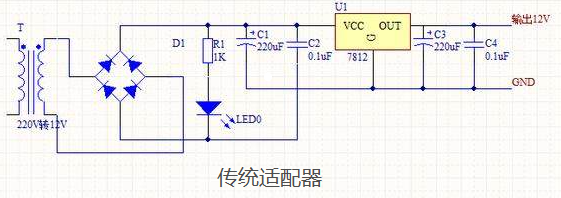 T
220V转12V
D1
R1
1K
LED0
C1
220uF
C2
0.1uF
U1
VCC OUT
G
7812
C3
220uF
C4
0.1uF
输出12V
GND
传统适配器